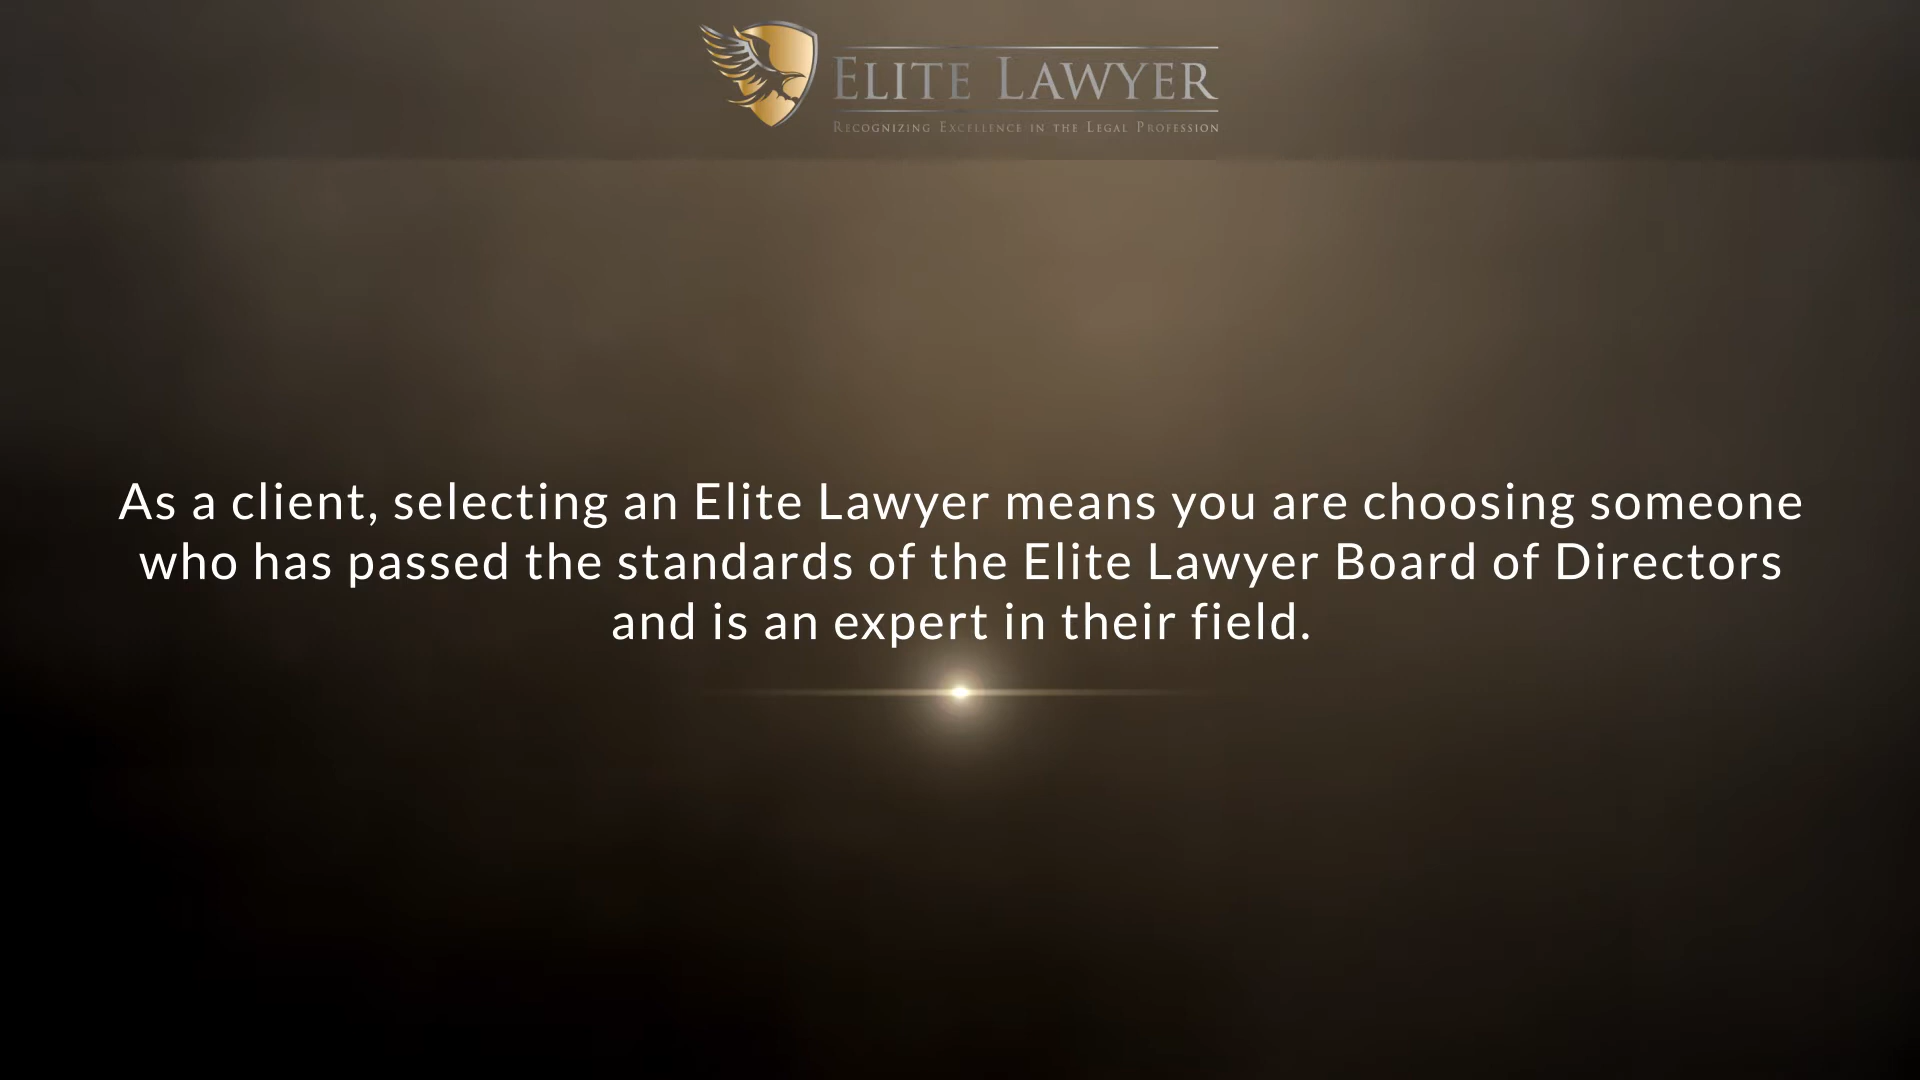 ELITE LAWYER
RECOGNIZING EXCELLENCE IN THE LEGAL PROFESSION
As a client, selecting an Elite Lawyer means you are choosing someone
who has passed the standards of the Elite Lawyer Board of Directors
and is an expert in their field.